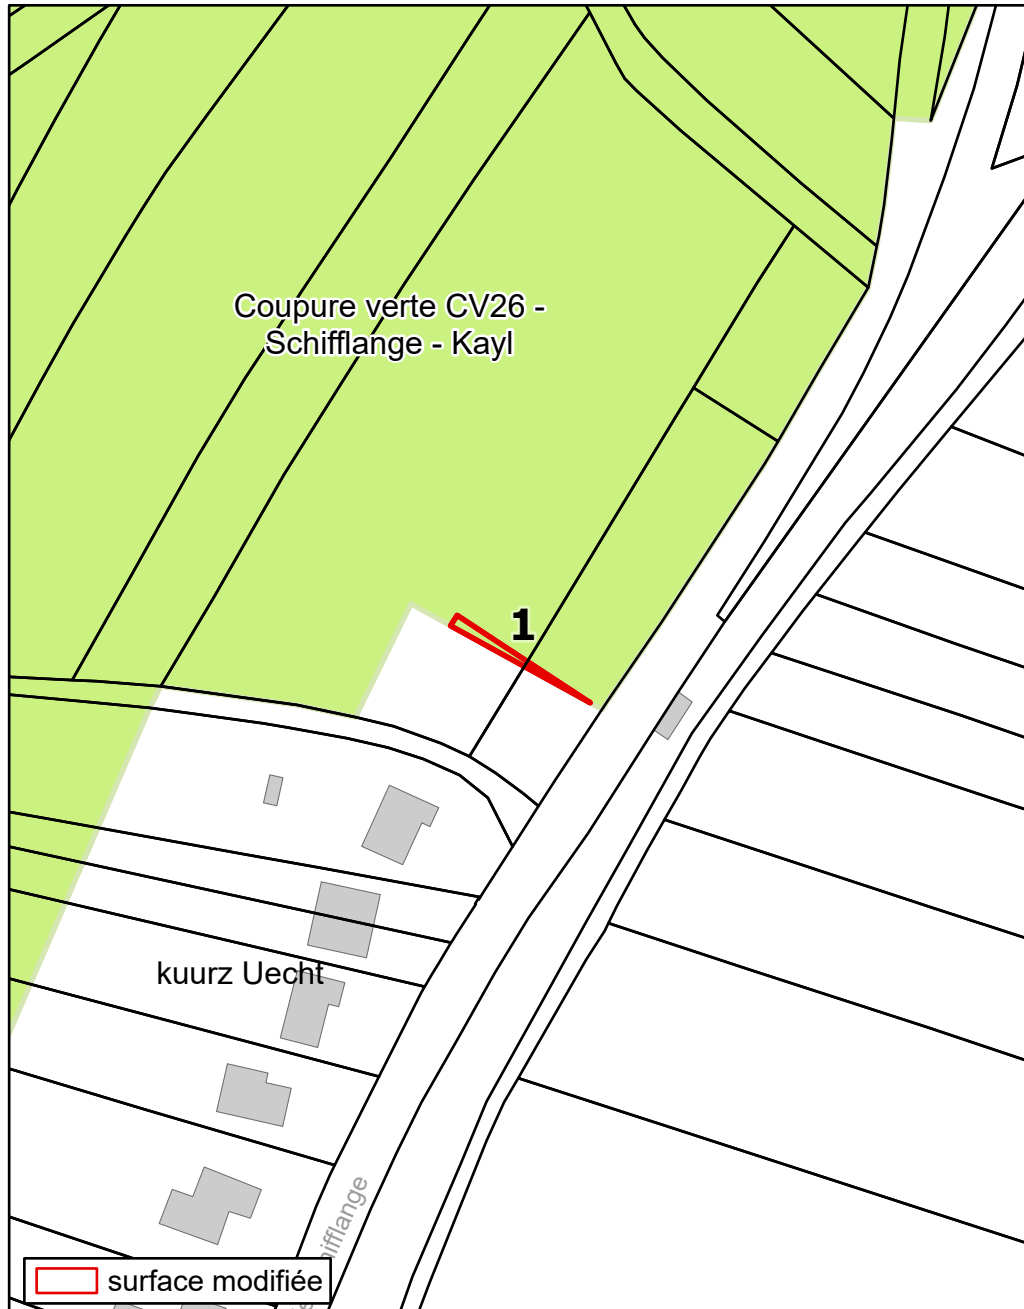 Coupure verte CV26 -
Schifflange - Kayl
1
kuurz Uecht
surface modifiée